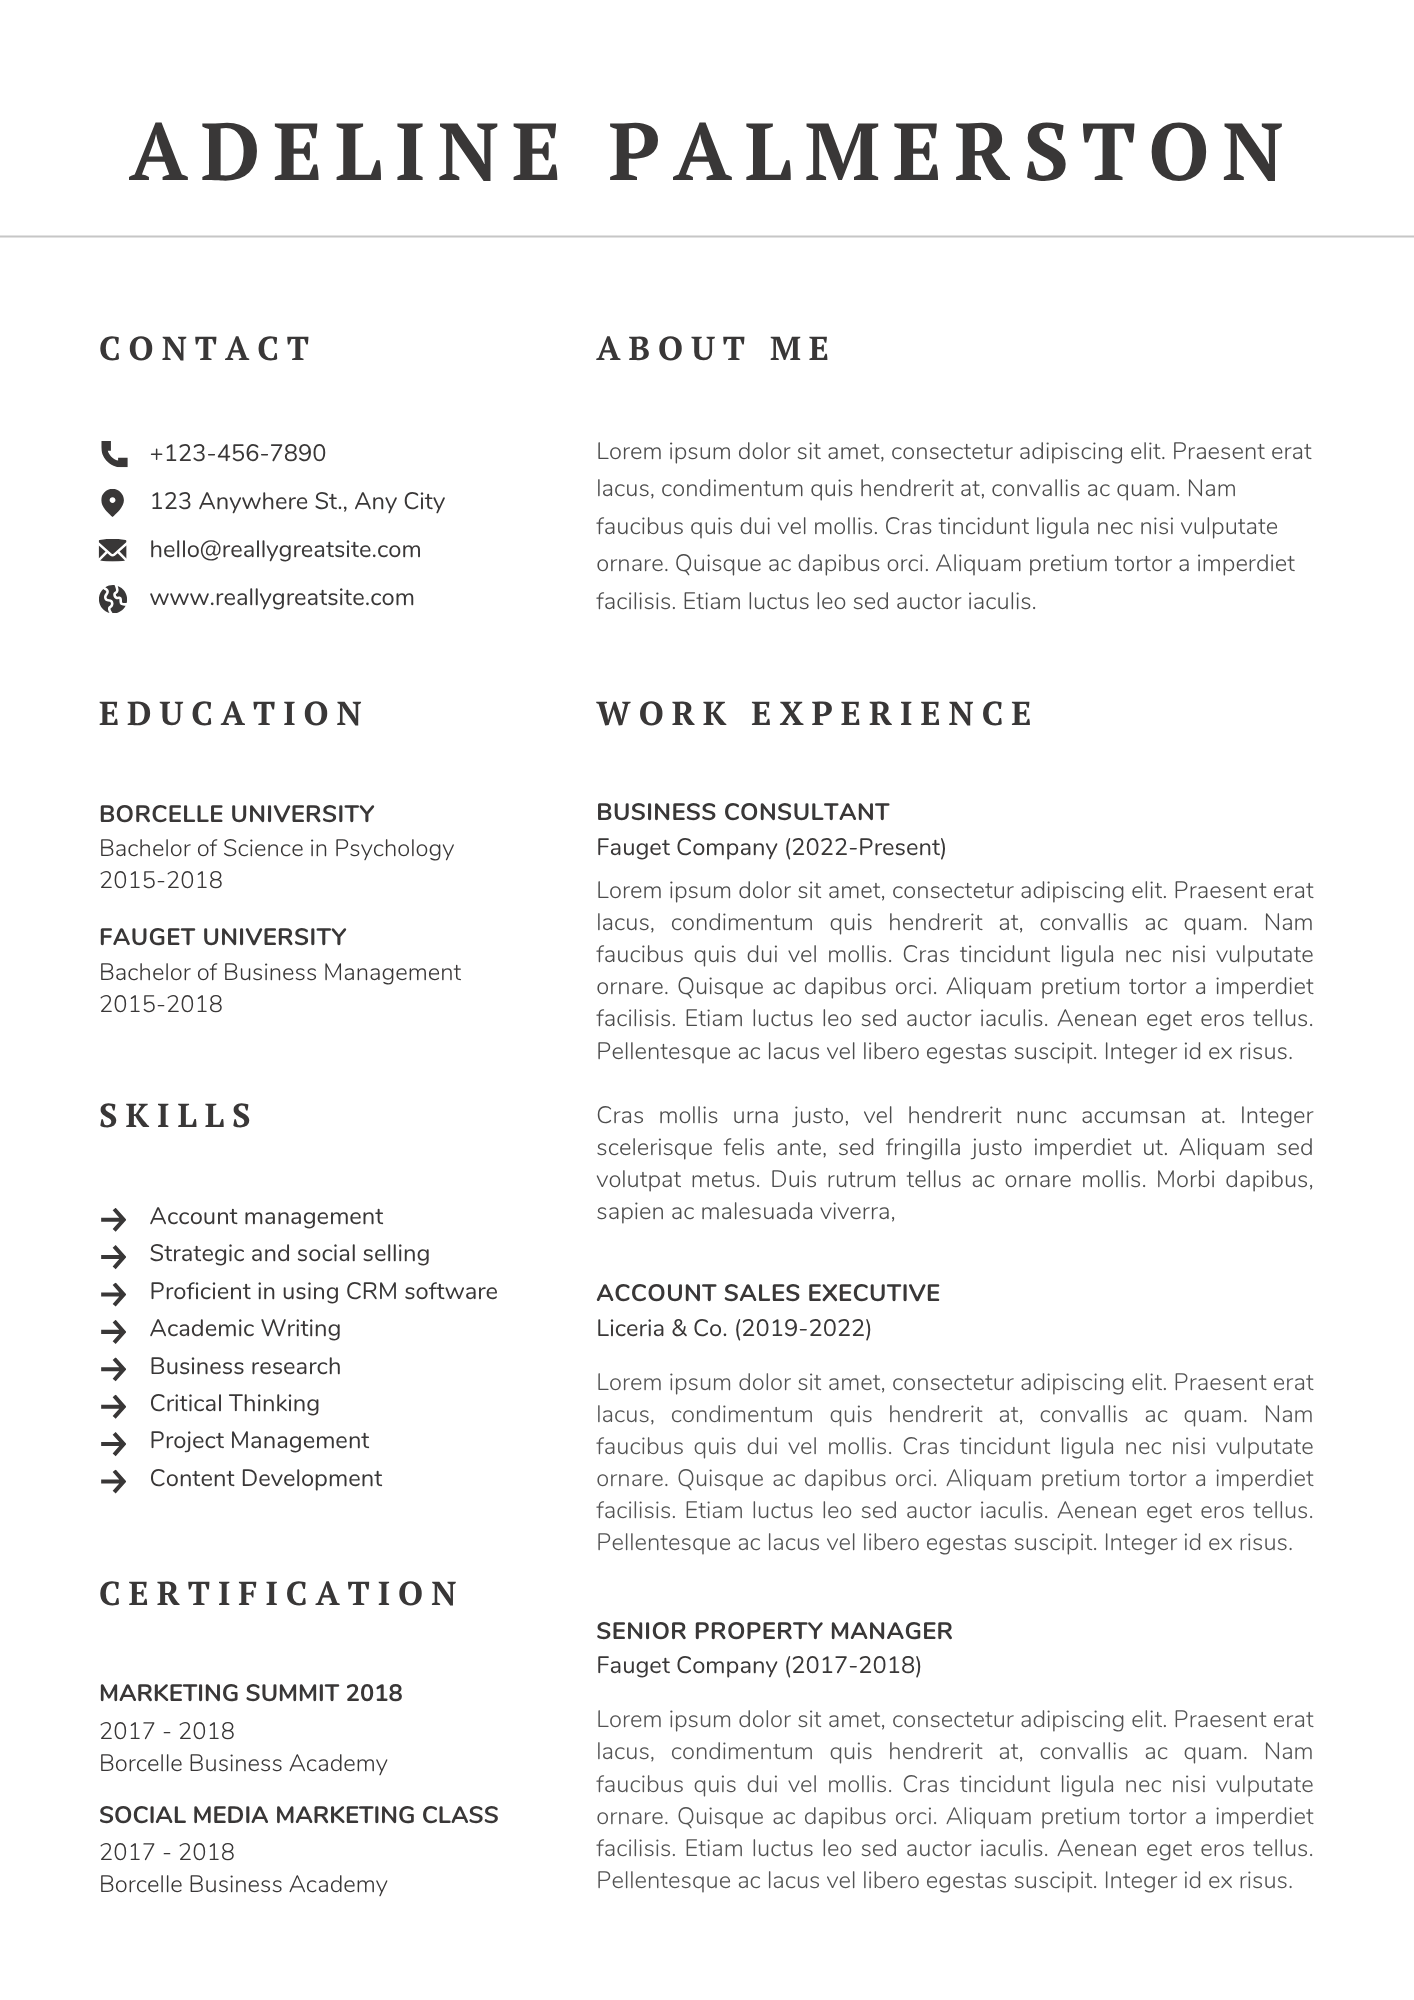 ADELINE PALMERSTON
CONTACT
+123-456-7890
123 Anywhere St., Any City
hello@reallygreatsite.com
www.reallygreatsite.com
EDUCATION
BORCELLE UNIVERSITY
Bachelor of Science in Psychology
2015-2018
FAUGET UNIVERSITY
Bachelor of Business Management
2015-2018
SKILLS
Account management
Strategic and social selling
Proficient in using CRM software
Academic Writing
Business research
Critical Thinking
Project Management
Content Development
CERTIFICATION
MARKETING SUMMIT 2018
2017 - 2018
Borcelle Business Academy
SOCIAL MEDIA MARKETING CLASS
2017 - 2018
Borcelle Business Academy
ABOUT ME
Lorem ipsum dolor sit amet, consectetur adipiscing elit. Praesent erat
lacus, condimentum quis hendrerit at, convallis ac quam. Nam
faucibus quis dui vel mollis. Cras tincidunt ligula nec nisi vulputate
ornare. Quisque ac dapibus orci. Aliquam pretium tortor a imperdiet
facilisis. Etiam luctus leo sed auctor iaculis.
WORK EXPERIENCE
BUSINESS CONSULTANT
Fauget Company (2022-Present)
Lorem ipsum dolor sit amet, consectetur adipiscing elit. Praesent erat
lacus, condimentum quis hendrerit at, convallis ac quam. Nam
faucibus quis dui vel mollis. Cras tincidunt ligula nec nisi vulputate
ornare. Quisque ac dapibus orci. Aliquam pretium tortor a imperdiet
facilisis. Etiam luctus leo sed auctor iaculis. Aenean eget eros tellus.
Pellentesque ac lacus vel libero egestas suscipit. Integer id ex risus.
Cras mollis urna justo, vel hendrerit nunc accumsan at. Integer
scelerisque felis ante, sed fringilla justo imperdiet ut. Aliquam sed
volutpat metus. Duis rutrum tellus ac ornare mollis. Morbi dapibus,
sapien ac malesuada viverra,
ACCOUNT SALES EXECUTIVE
Liceria & Co. (2019-2022)
Lorem ipsum dolor sit amet, consectetur adipiscing elit. Praesent erat
lacus, condimentum quis hendrerit at, convallis ac quam. Nam
faucibus quis dui vel mollis. Cras tincidunt ligula nec nisi vulputate
ornare. Quisque ac dapibus orci. Aliquam pretium tortor a imperdiet
facilisis. Etiam luctus leo sed auctor iaculis. Aenean eget eros tellus.
Pellentesque ac lacus vel libero egestas suscipit. Integer id ex risus.
SENIOR PROPERTY MANAGER
Fauget Company (2017-2018)
Lorem ipsum dolor sit amet, consectetur adipiscing elit. Praesent erat
lacus, condimentum quis hendrerit at, convallis ac quam. Nam
faucibus quis dui vel mollis. Cras tincidunt ligula nec nisi vulputate
ornare. Quisque ac dapibus orci. Aliquam pretium tortor a imperdiet
facilisis. Etiam luctus leo sed auctor iaculis. Aenean eget eros tellus.
Pellentesque ac lacus vel libero egestas suscipit. Integer id ex risus.